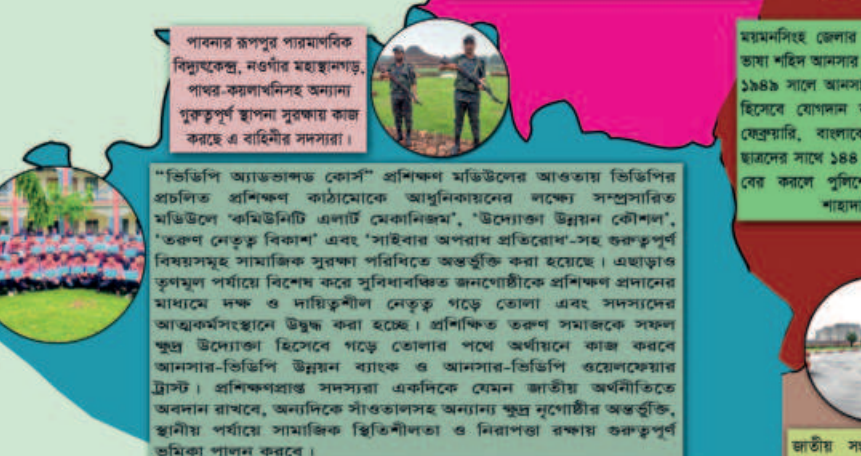 পাবনার রূপপুর পারমাণবিক
বিদ্যুৎকেন্দ্র, নওগাঁর মহাস্থানগড়,
পাথর-কয়লাখনিসহ অন্যান্য
গুরুত্বপূর্ণ স্থাপনা সুরক্ষায় কাজ
করছে এ বাহিনীর সদস্যরা।
“ভিডিপি অ্যাডভান্সড কোর্স” প্রশিক্ষণ মডিউলের আওতায় ভিডিপির
প্রচলিত প্রশিক্ষণ কাঠামোকে আধুনিকায়নের লক্ষ্যে সম্প্রসারিত
মডিউলে ‘কমিউনিটি এলার্ট মেকানিজম’, ‘উদ্যোক্তা উন্নয়ন কৌশল’,
‘তরুণ নেতৃত্ব বিকাশ’ এবং ‘সাইবার অপরাধ প্রতিরোধ’-সহ গুরুত্বপূর্ণ
বিষয়সমূহ সামাজিক সুরক্ষা পরিধিতে অন্তর্ভুক্তি করা হয়েছে। এছাড়াও
তৃণমূল পর্যায়ে বিশেষ করে সুবিধাবঞ্চিত জনগোষ্ঠীকে প্রশিক্ষণ প্রদানের
মাধ্যমে দক্ষ ও দায়িত্বশীল নেতৃত্ব গড়ে তোলা এবং সদস্যদের
আত্মকর্মসংস্থানে উদ্বুদ্ধ করা হচ্ছে। প্রশিক্ষিত তরুণ সমাজকে সফল
ক্ষুদ্র উদ্যোক্তা হিসেবে গড়ে তোলার পথে অর্থায়নে কাজ করবে
আনসার-ভিডিপি উন্নয়ন ব্যাংক ও আনসার-ভিডিপি ওয়েলফেয়ার
ট্রাস্ট। প্রশিক্ষণপ্রাপ্ত সদস্যরা একদিকে যেমন জাতীয় অর্থনীতিতে
অবদান রাখবে, অন্যদিকে সাঁওতালসহ অন্যান্য ক্ষুদ্র নৃগোষ্ঠীর অন্তর্ভুক্তি,
স্থানীয় পর্যায়ে সামাজিক স্থিতিশীলতা ও নিরাপত্তা রক্ষায় গুরুত্বপূর্ণ
ভূমিকা পালন করবে।
ময়মনসিংহ জেলার
ভাষা শহিদ আনসার
১৯৪৯ সালে আনসা
হিসেবে যোগদান
ফেব্রুয়ারি, বাংলাকে
ছাত্রদের সাথে ১৪৪
বের করলে পুলিশে
শাহাদা
জাতীয়